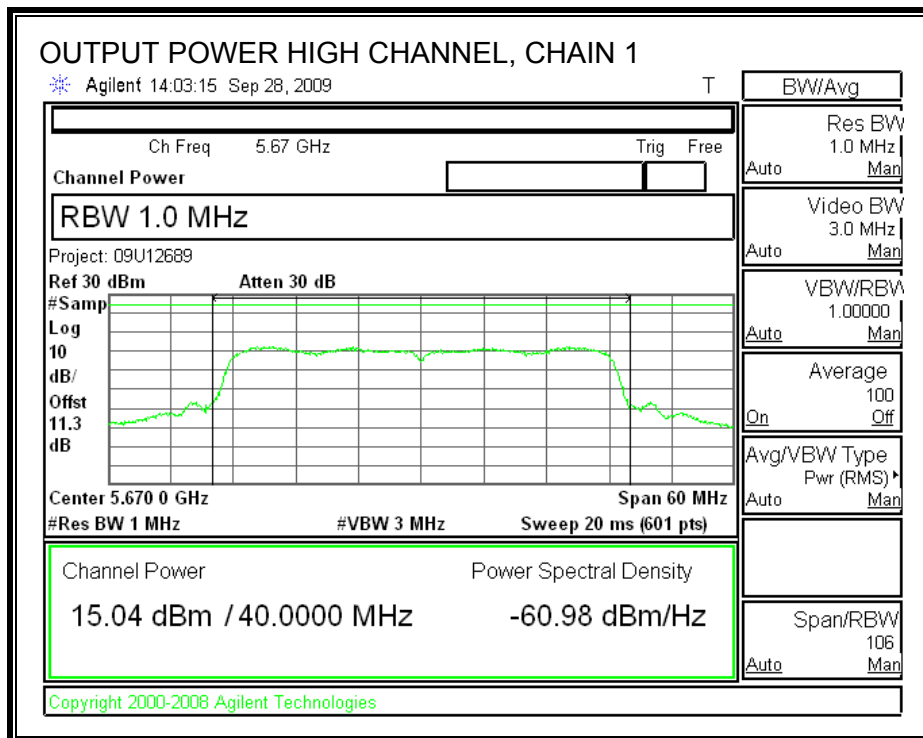 OUTPUT POWER HIGH CHANNEL, CHAIN 1
Agilent 14:03:15 Sep 28, 2009 T
Ch Freq 5.67 GHz Trig Free
Channel Power
RBW 1.0 MHz
Project: 09U12689
Ref 30 dBm Atten 30 dB
#Samp
Log
10
dB/
Offst
11.3
dB
Center 5.670 0 GHz Span 60 MHz
#Res BW 1 MHz #VBW 3 MHz Sweep 20 ms (601 pts)
Channel Power Power Spectral Density
15.04 dBm / 40.0000 MHz -60.98 dBm/Hz
Copyright 2000-2008 Agilent Technologies
BW/Avg
Res BW
1.0 MHz
Auto Man
Video BW
3.0 MHz
Auto Man
VBW/RBW
1.00000
Auto Man
Average
100
On Off
Avg/VBW Type
Pwr (RMS)
Auto Man
Span/RBW
106
Auto Man